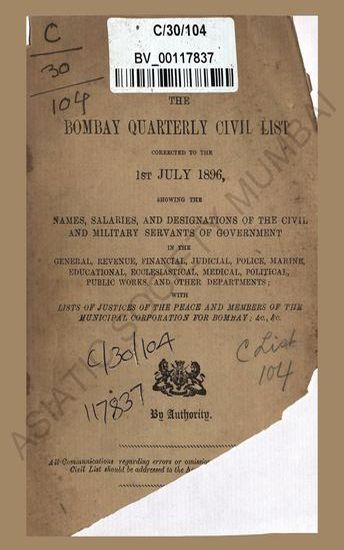 C/30/104
BV_00117837
C
30
104
THE
BOMBAY QUARTERLY CIVIL LIST
CORRECTED TO THE
1ST JULY 1896,
SHOWING THE
NAMES, SALARIES, AND DESIGNATIONS OF THE CIVIL
AND MILITARY SERVANTS OF GOVERNMENT
IN THE
GENERAL, REVENUE, FINANCIAL, JUDICIAL, POLICE, MARINE,
EDUCATIONAL, ECCLESIASTICAL, MEDICAL, POLITICAL,
PUBLIC WORKS, AND OTHER DEPARTMENTS;
WITH
LISTS OF JUSTICES OF THE PEACE AND MEMBERS OF THE
MUNICIPAL CORPORATION FOR BOMBAY; &c., &c.
C/30/104
117837
C List
104
By Authority.
All Communications regarding errors or omissions
Civil List should be addressed to the
ASIATIC SOCIETY MUMBAI